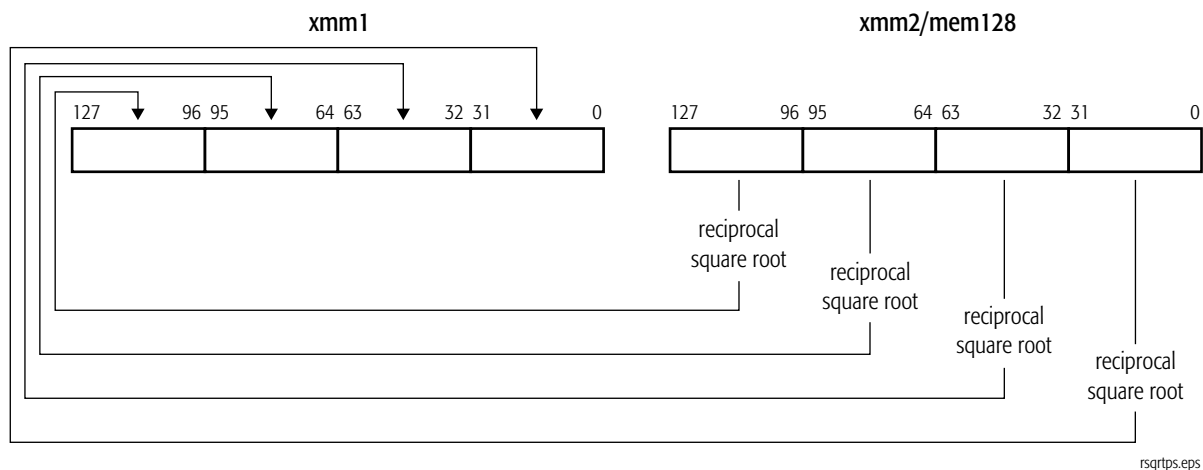 xmm1 xmm2/mem128
127 96 95 64 63 32 31 0 127 96 95 64 63 32 31 0
reciprocal
square root
reciprocal
square root
reciprocal
square root
reciprocal
square root
rsqrtps.eps